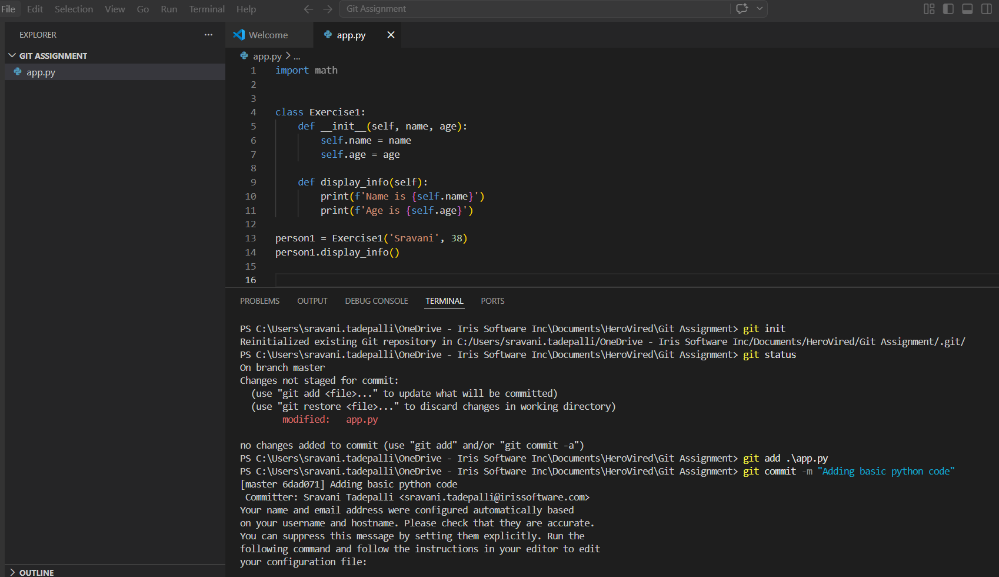 File Edit Selection View Go Run Terminal Help
Git Assignment
EXPLORER ...
GIT ASSIGNMENT
app.py
Welcome app.py
app.py > ...
1 import math
2
3
4 class Exercise1:
5     def __init__(self, name, age):
6         self.name = name
7         self.age = age
8
9     def display_info(self):
10         print(f'Name is {self.name}')
11         print(f'Age is {self.age}')
12
13 person1 = Exercise1('Sravani', 38)
14 person1.display_info()
15
16
PROBLEMS OUTPUT DEBUG CONSOLE TERMINAL PORTS
PS C:\Users\sravani.tadepalli\OneDrive - Iris Software Inc\Documents\HeroVired\Git Assignment> git init
Reinitialized existing Git repository in C:/Users/sravani.tadepalli/OneDrive - Iris Software Inc/Documents/HeroVired/Git Assignment/.git/
PS C:\Users\sravani.tadepalli\OneDrive - Iris Software Inc\Documents\HeroVired\Git Assignment> git status
On branch master
Changes not staged for commit:
  (use "git add <file>..." to update what will be committed)
  (use "git restore <file>..." to discard changes in working directory)
        modified:   app.py
no changes added to commit (use "git add" and/or "git commit -a")
PS C:\Users\sravani.tadepalli\OneDrive - Iris Software Inc\Documents\HeroVired\Git Assignment> git add .\app.py
PS C:\Users\sravani.tadepalli\OneDrive - Iris Software Inc\Documents\HeroVired\Git Assignment> git commit -m "Adding basic python code"
[master 6dad071] Adding basic python code
 Committer: Sravani Tadepalli <sravani.tadepalli@irissoftware.com>
Your name and email address were configured automatically based
on your username and hostname. Please check that they are accurate.
You can suppress this message by setting them explicitly. Run the
following command and follow the instructions in your editor to edit
your configuration file:
OUTLINE